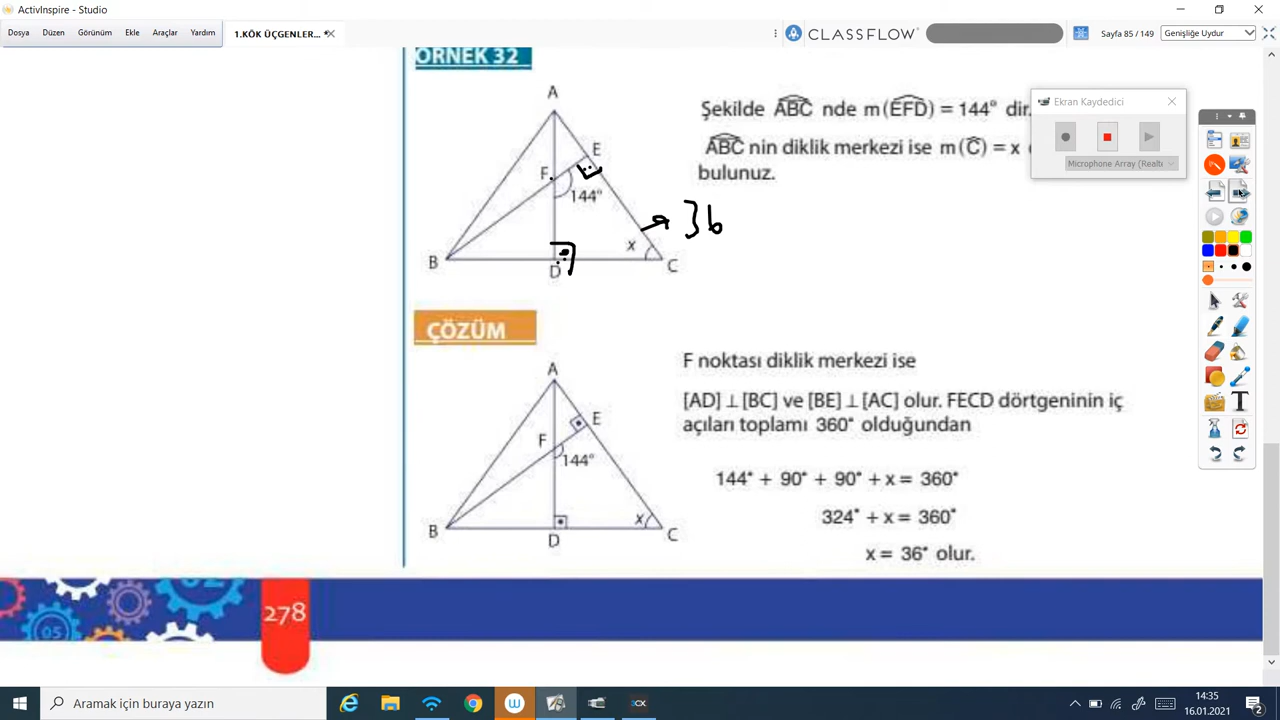 ActivInspire - Studio
Dosya Düzen Görünüm Ekle Araçlar Yardım
1.KÖK ÜÇGENLER...
CLASSFLOW
Sayfa 85 / 149
Genişliğe Uydur
ÖRNEK 32
A
E
F
144°
B
D
x
C
36
Şekilde ABC nde m(EFD) = 144° dir.
ABC nin diklik merkezi ise m(C) = x
bulunuz.
Ekran Kaydedici
Microphone Array (Realt
ÇÖZÜM
A
E
F
144°
B
D
x
C
F noktası diklik merkezi ise
[AD] ⊥ [BC] ve [BE] ⊥ [AC] olur. FECD dörtgeninin iç
açıları toplamı 360° olduğundan
144° + 90° + 90° + x = 360°
324° + x = 360°
x = 36° olur.
05
278
Aramak için buraya yazın
14:35
16.01.2021
2